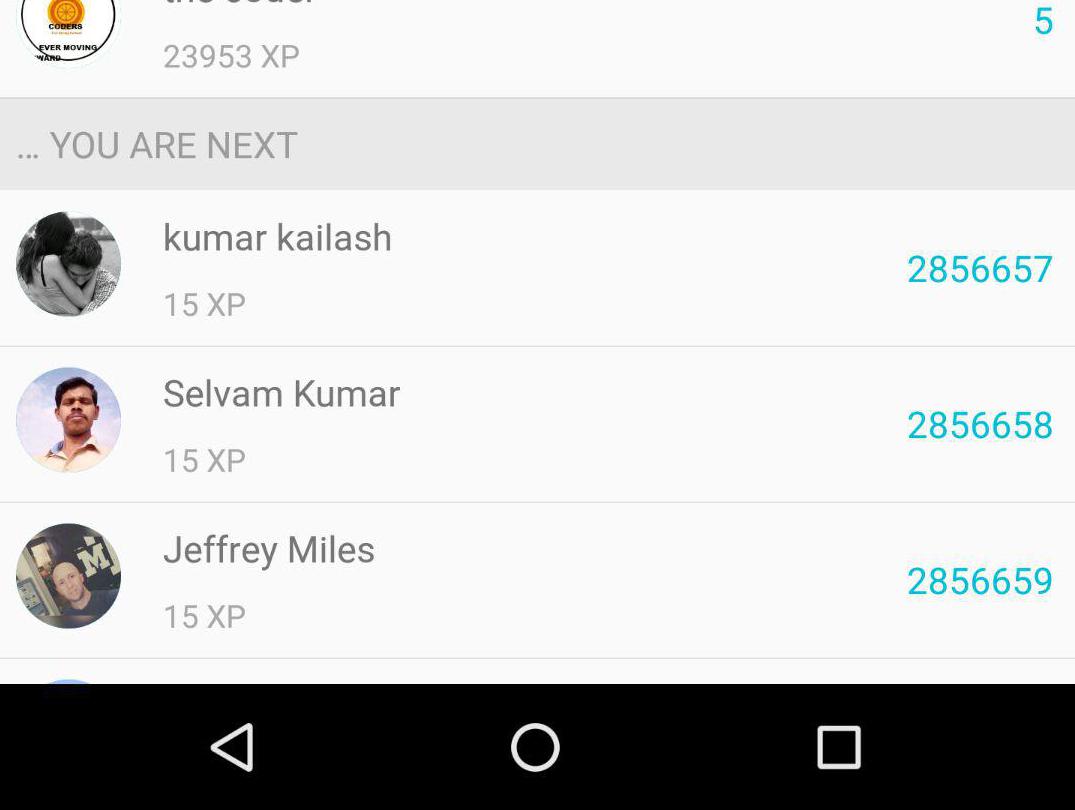 CODERS
EVER MOVING
WARD
23953 XP
5
… YOU ARE NEXT
kumar kailash
15 XP
2856657
Selvam Kumar
15 XP
2856658
M
Jeffrey Miles
15 XP
2856659